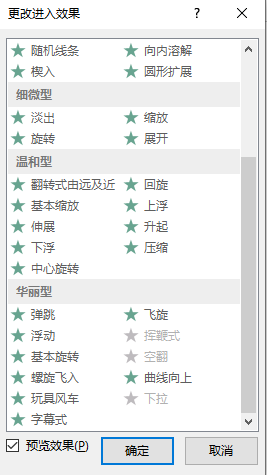 更改进入效果 ?
随机线条 向内溶解
楔入 圆形扩展
细微型
淡出 缩放
旋转 展开
温和型
翻转式由远及近 回旋
基本缩放 上浮
伸展 升起
下浮 压缩
中心旋转
华丽型
弹跳 飞旋
浮动 挥鞭式
基本旋转 空翻
螺旋飞入 曲线向上
玩具风车 下拉
字幕式
预览效果(P) 确定 取消